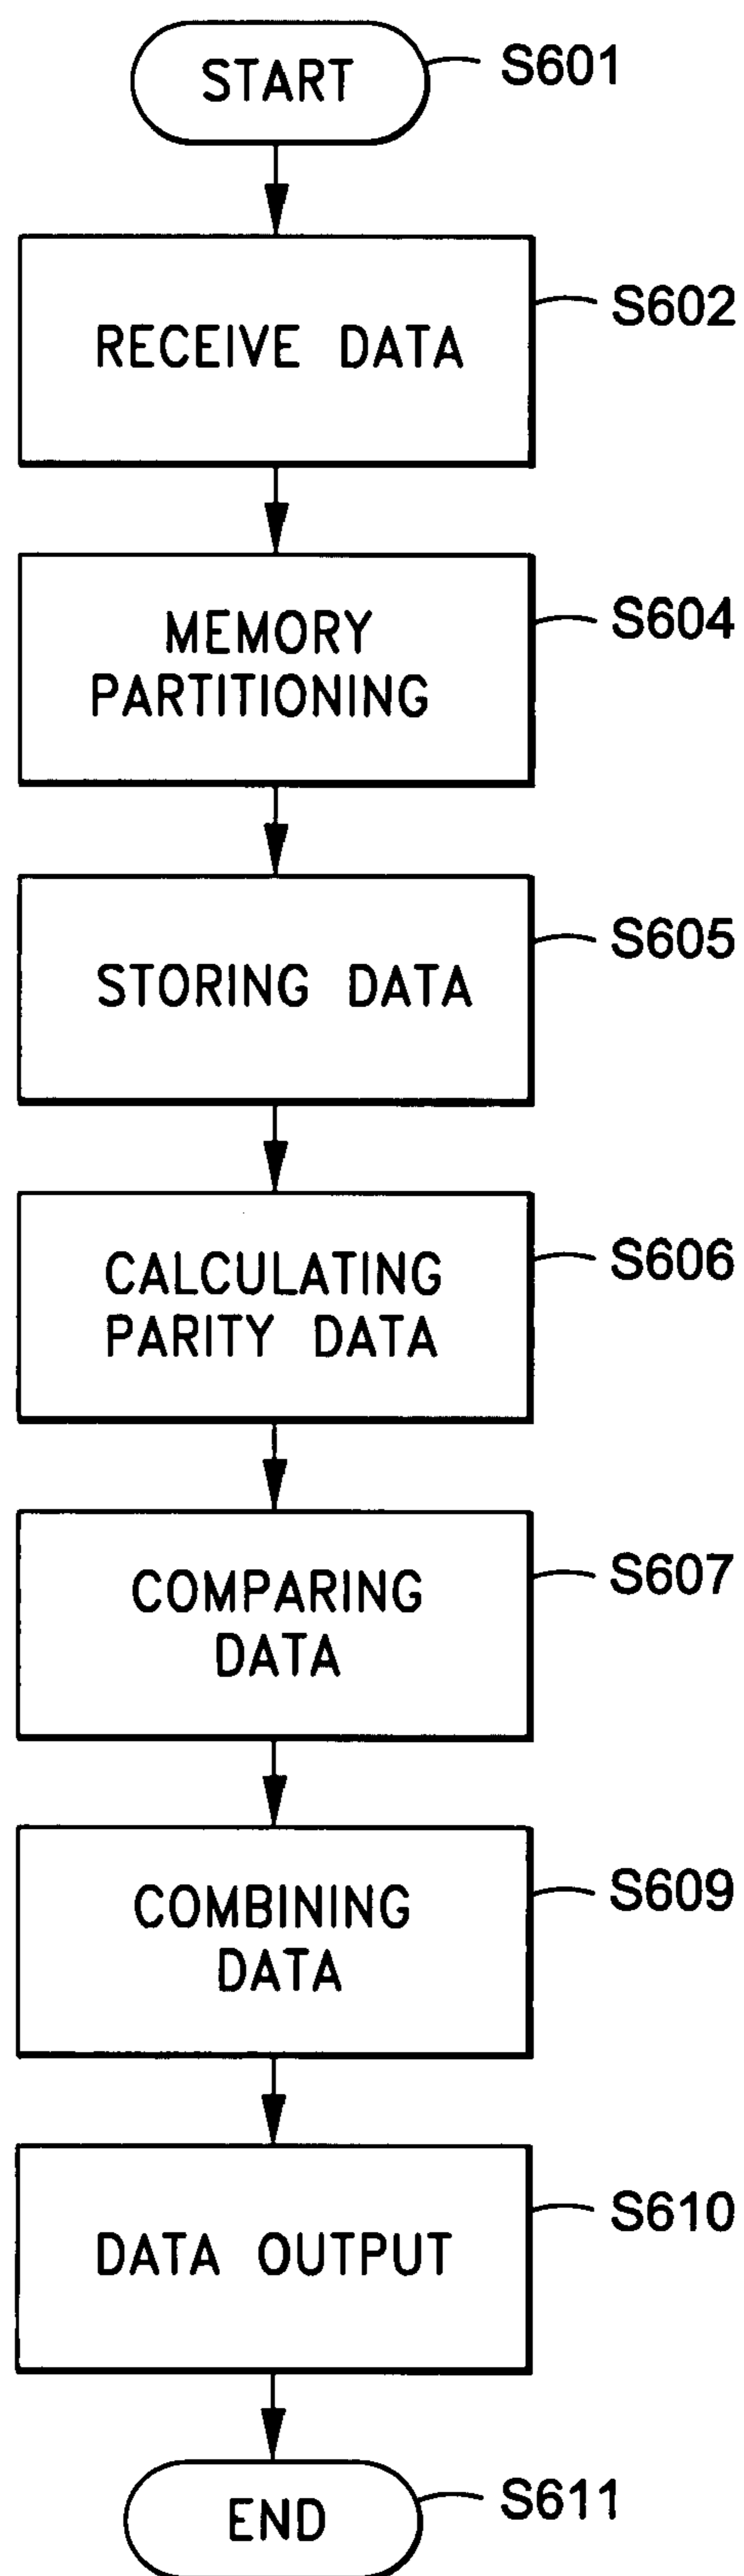 START
S601
RECEIVE DATA
S602
MEMORY
PARTITIONING
S604
STORING DATA
S605
CALCULATING
PARITY DATA
S606
COMPARING
DATA
S607
COMBINING
DATA
S609
DATA OUTPUT
S610
END
S611